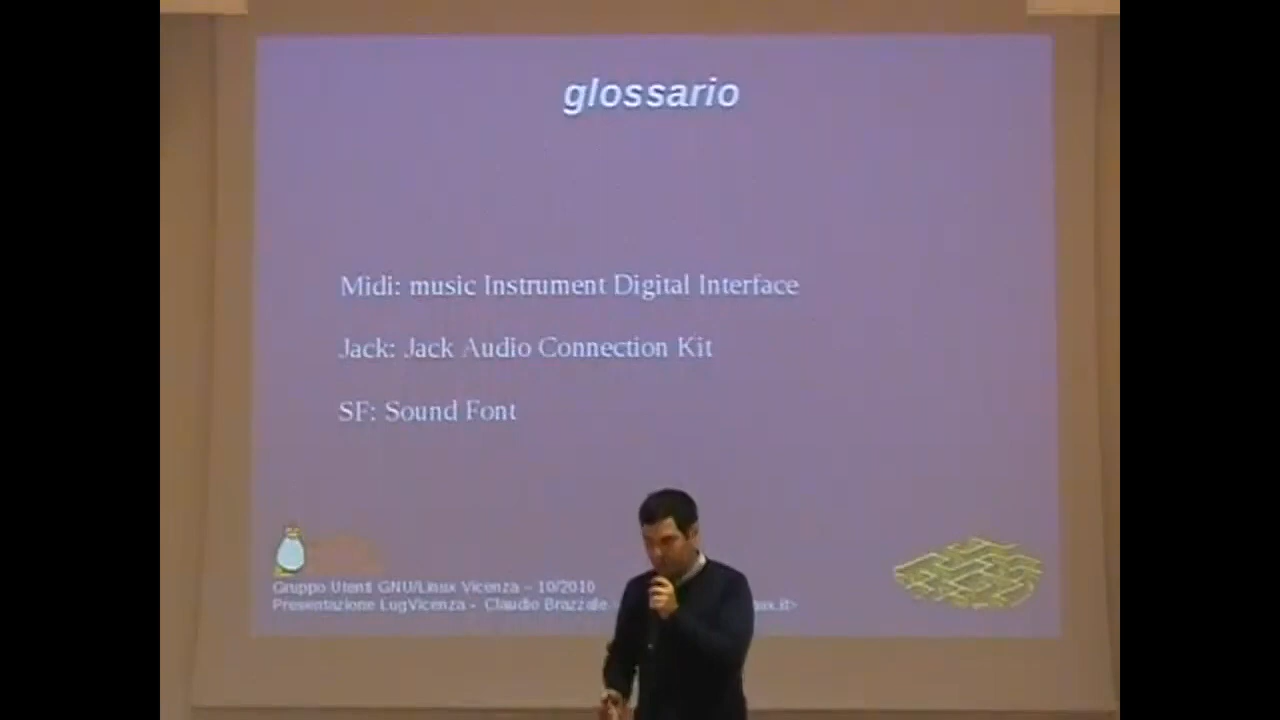 glossario
Midi: music Instrument Digital Interface
Jack: Jack Audio Connection Kit
SF: Sound Font
Gruppo Utenti GNU/Linux Vicenza – 10/2010
Presentazione LugVicenza - Claudio Brazzale